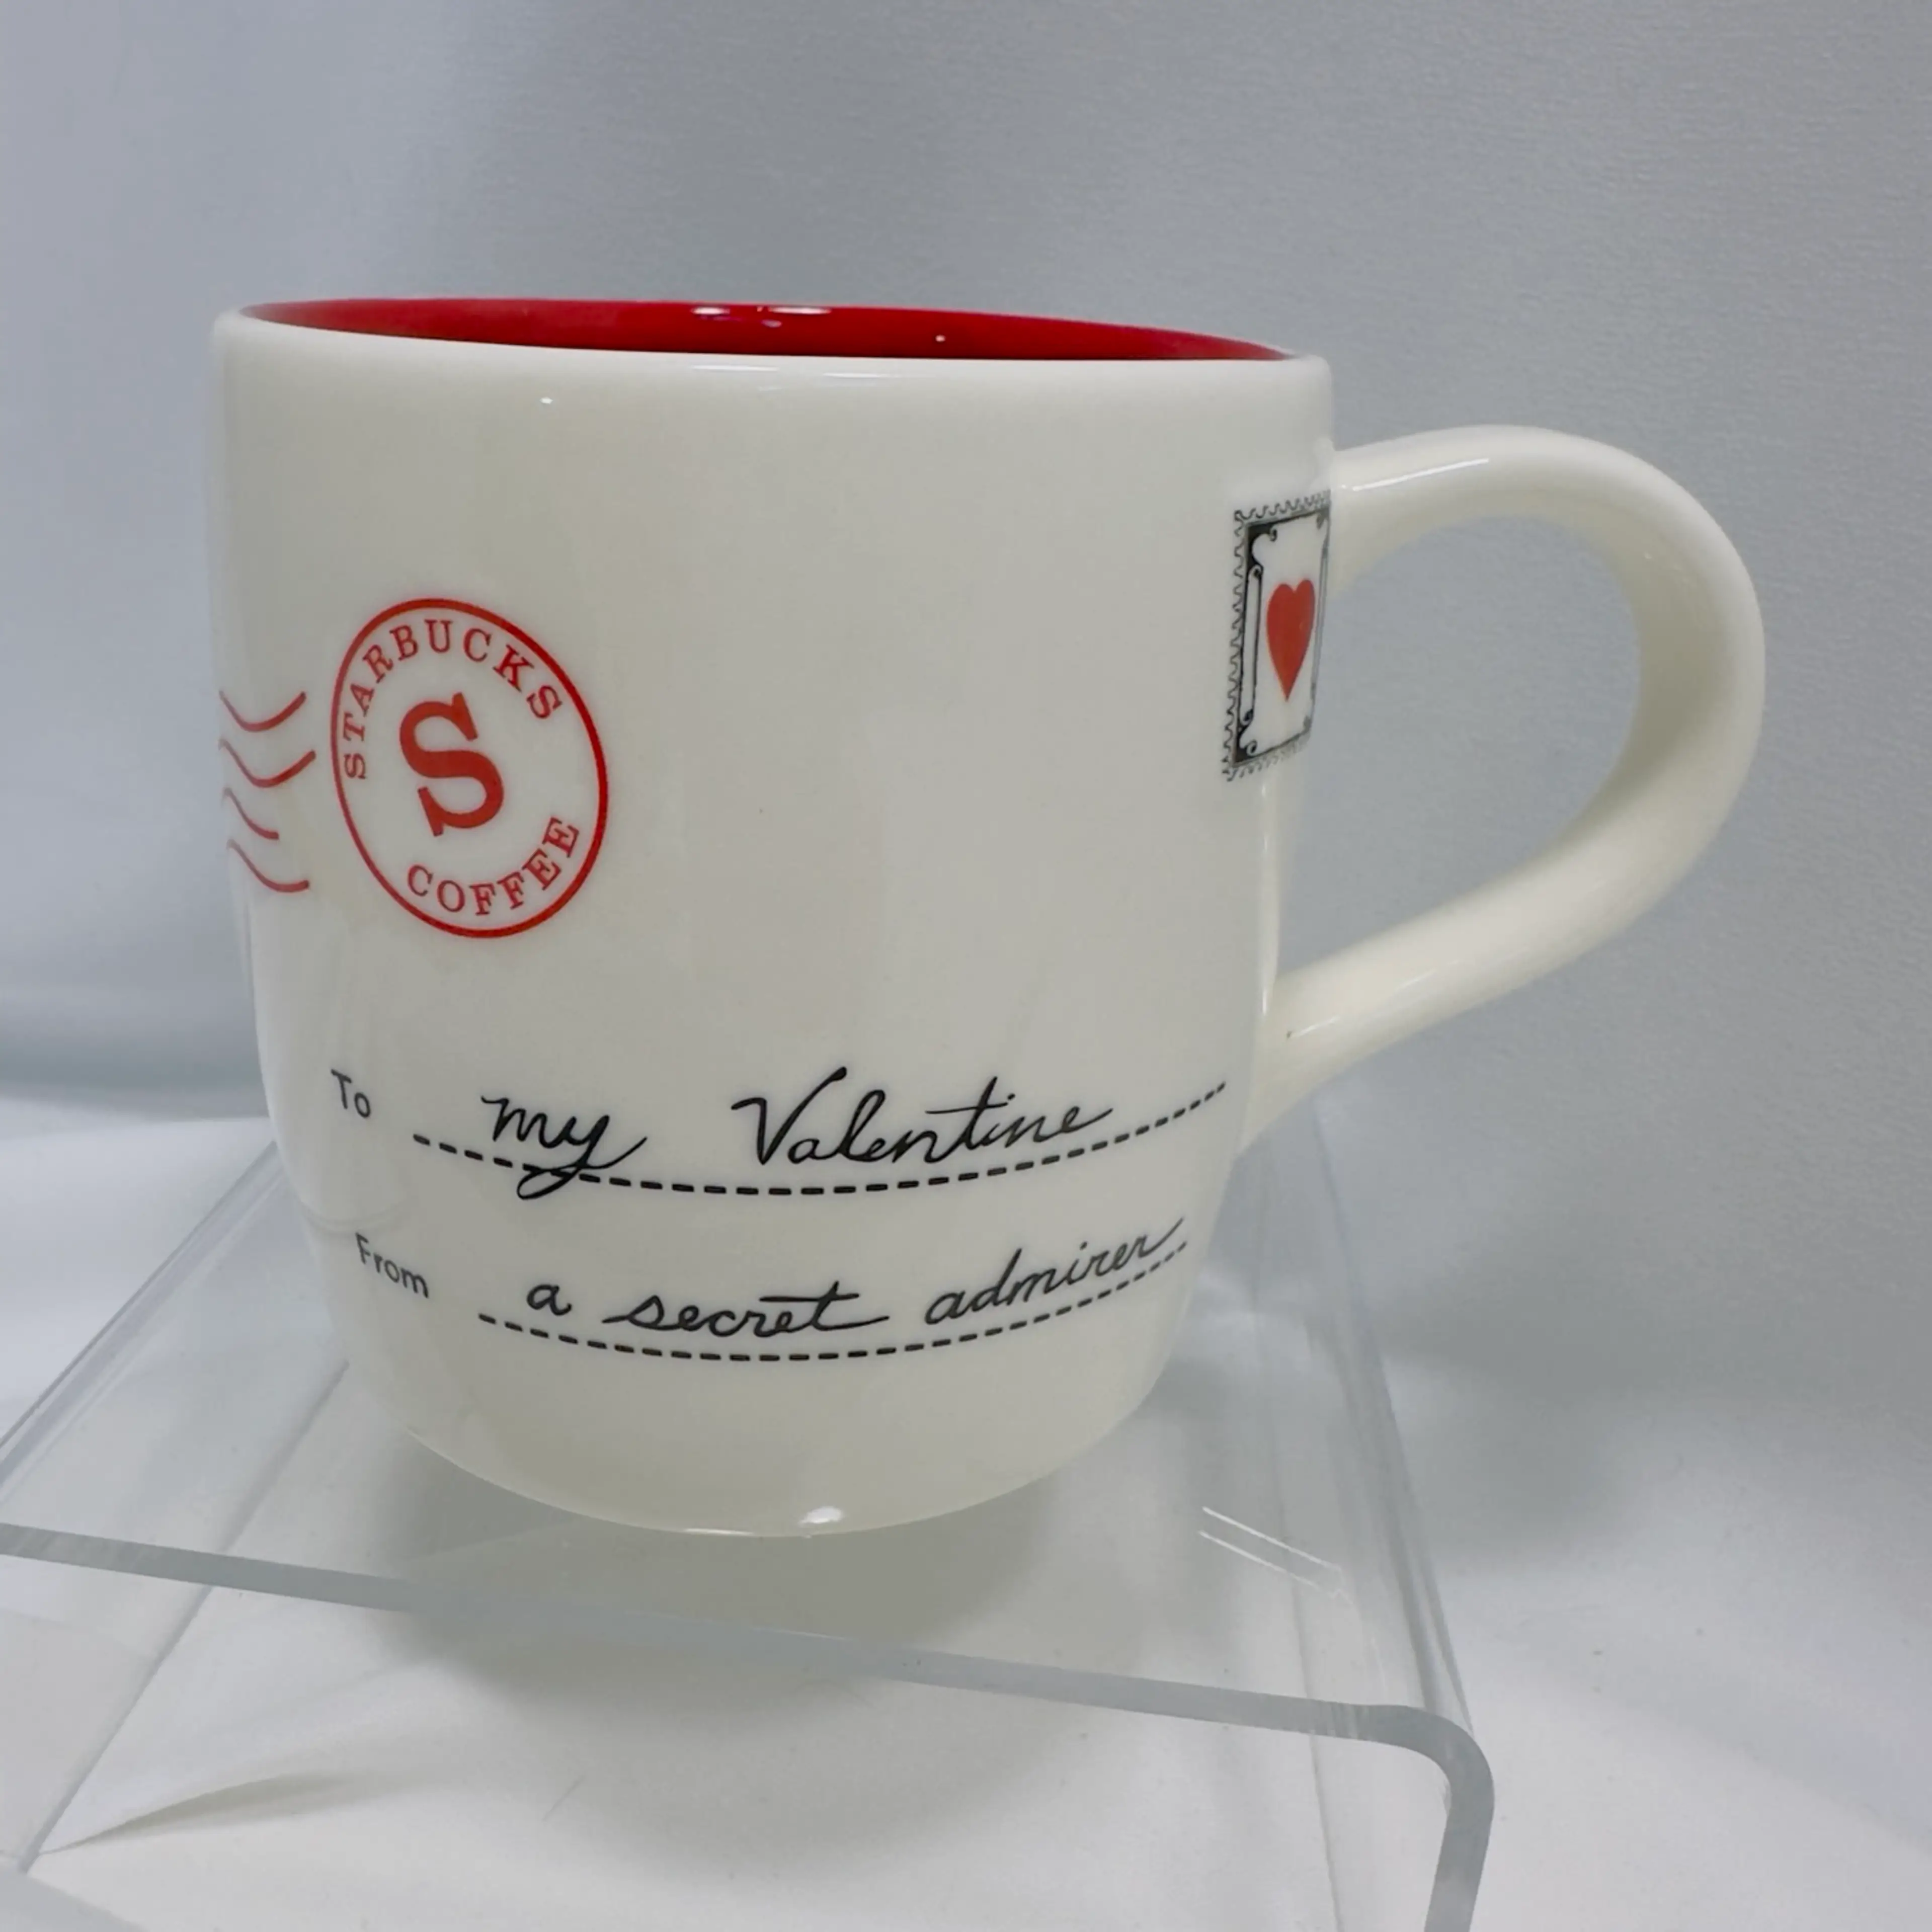 STARBUCKS
S
COFFEE
To my Valentine
From a secret admirer